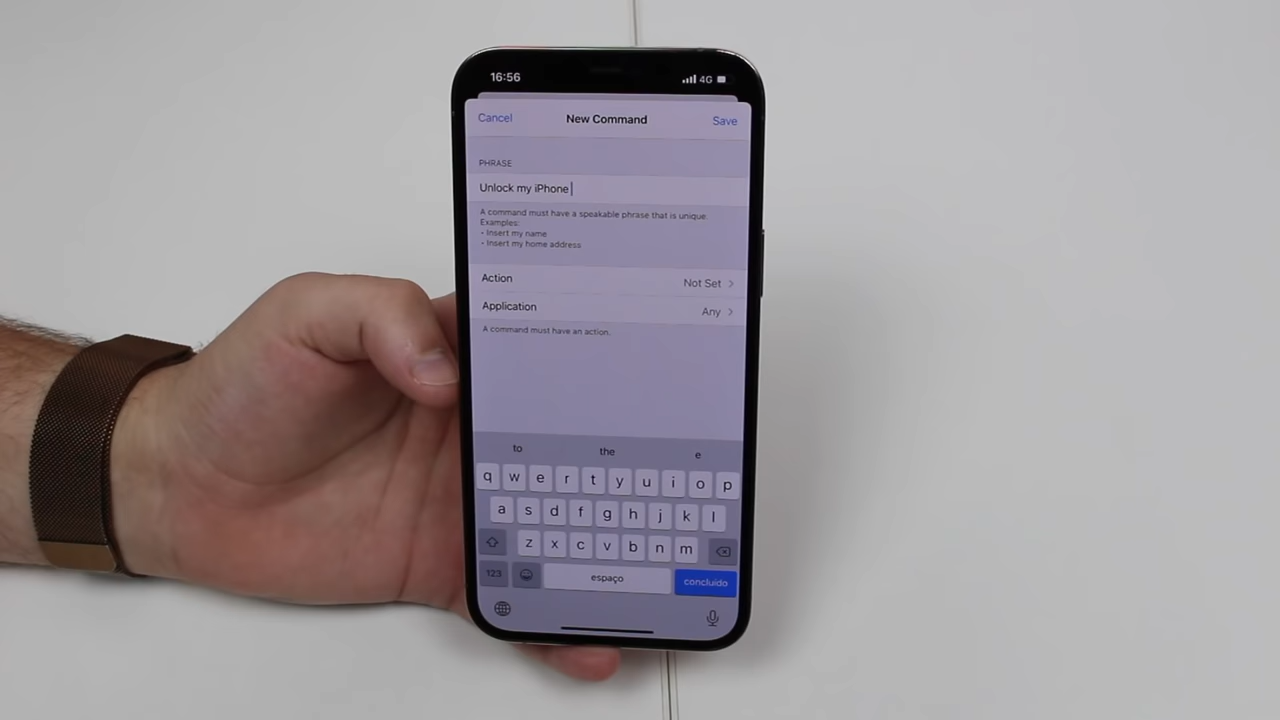 16:56 4G
Cancel New Command Save
PHRASE
Unlock my iPhone
A command must have a speakable phrase that is unique.
Examples:
- Insert my name
- Insert my home address
Action Not Set
Application Any
A command must have an action.
to the e
q w e r t y u i o p
a s d f g h j k l
z x c v b n m
123 espaço concluído